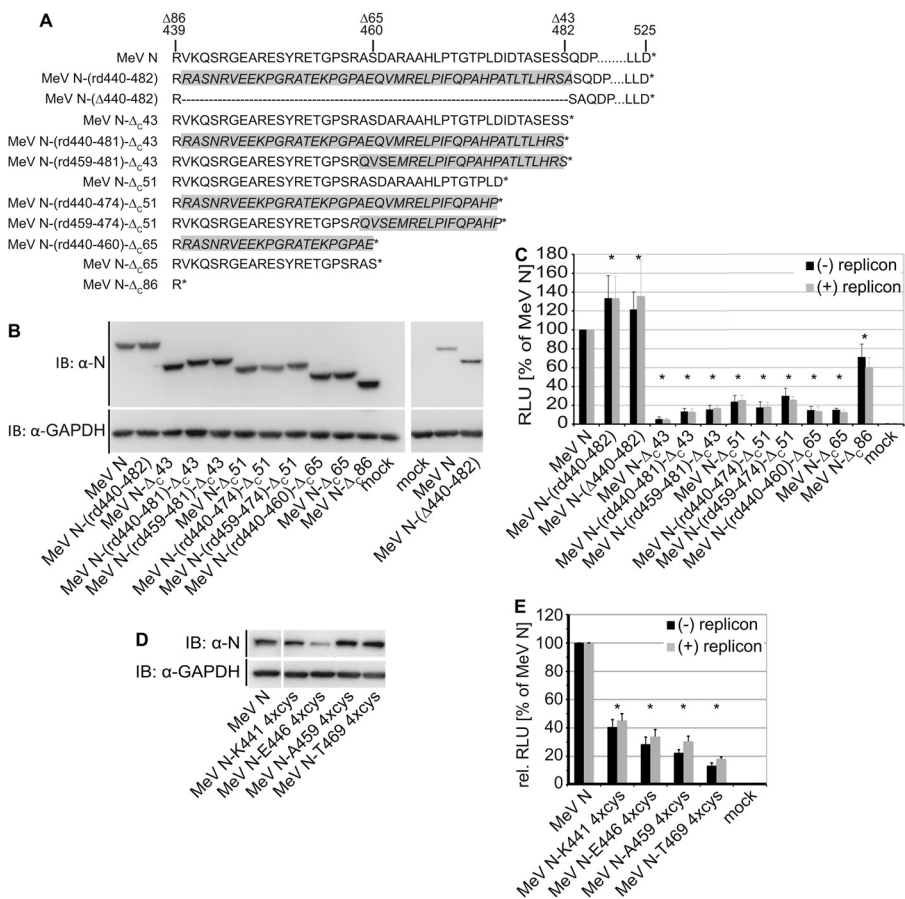 A
Δ86 Δ65 Δ43
439 460 482 525
MeV N RVKQSRGEARESYRETGPSRASDARAAHLPTGTPLDIDTASESSQDP........LLD*
MeV N-(rd440-482) RRASNRVEEKPGRATEKPGPAEQVMRELPIFQPAHPATLTLHRSASQDP....LLD*
MeV N-(Δ440-482) R--------------------------------------------SAQDP...LLD*
MeV N-ΔC43 RVKQSRGEARESYRETGPSRASDARAAHLPTGTPLDIDTASESS*
MeV N-(rd440-481)-ΔC43 RRASNRVEEKPGRATEKPGPAEQVMRELPIFQPAHPATLTLHRS*
MeV N-(rd459-481)-ΔC43 RVKQSRGEARESYRETGPSRQVSEMRELPIFQPAHPATLTLHRS*
MeV N-ΔC51 RVKQSRGEARESYRETGPSRASDARAAHLPTGTPLD*
MeV N-(rd440-474)-ΔC51 RRASNRVEEKPGRATEKPGPAEQVMRELPIFQPAHP*
MeV N-(rd459-474)-ΔC51 RVKQSRGEARESYRETGPSRQVSEMRELPIFQPAHP*
MeV N-(rd440-460)-ΔC65 RRASNRVEEKPGRATEKPGPAE*
MeV N-ΔC65 RVKQSRGEARESYRETGPSRAS*
MeV N-ΔC86 R*
B
IB: α-N
IB: α-GAPDH
MeV N
MeV N-(rd440-482)
MeV N-ΔC43
MeV N-(rd440-481)-ΔC43
MeV N-(rd459-481)-ΔC43
MeV N-ΔC51
MeV N-(rd440-474)-ΔC51
MeV N-(rd459-474)-ΔC51
MeV N-(rd440-460)-ΔC65
MeV N-ΔC65
MeV N-ΔC86
mock
mock
MeV N
MeV N-(Δ440-482)
C
RLU [% of MeV N]
180
160
140
120
100
80
60
40
20
0
(-) replicon
(+) replicon
* * * * * * * * * * *
MeV N
MeV N-(rd440-482)
MeV N-(Δ440-482)
MeV N-ΔC43
MeV N-(rd440-481)-ΔC43
MeV N-(rd459-481)-ΔC43
MeV N-ΔC51
MeV N-(rd440-474)-ΔC51
MeV N-(rd459-474)-ΔC51
MeV N-(rd440-460)-ΔC65
MeV N-ΔC65
MeV N-ΔC86
mock
D
IB: α-N
IB: α-GAPDH
MeV N
MeV N-K441 4xcys
MeV N-E446 4xcys
MeV N-A459 4xcys
MeV N-T469 4xcys
E
rel. RLU [% of MeV N]
120
100
80
60
40
20
0
(-) replicon
(+) replicon
* * * *
MeV N
MeV N-K441 4xcys
MeV N-E446 4xcys
MeV N-A459 4xcys
MeV N-T469 4xcys
mock